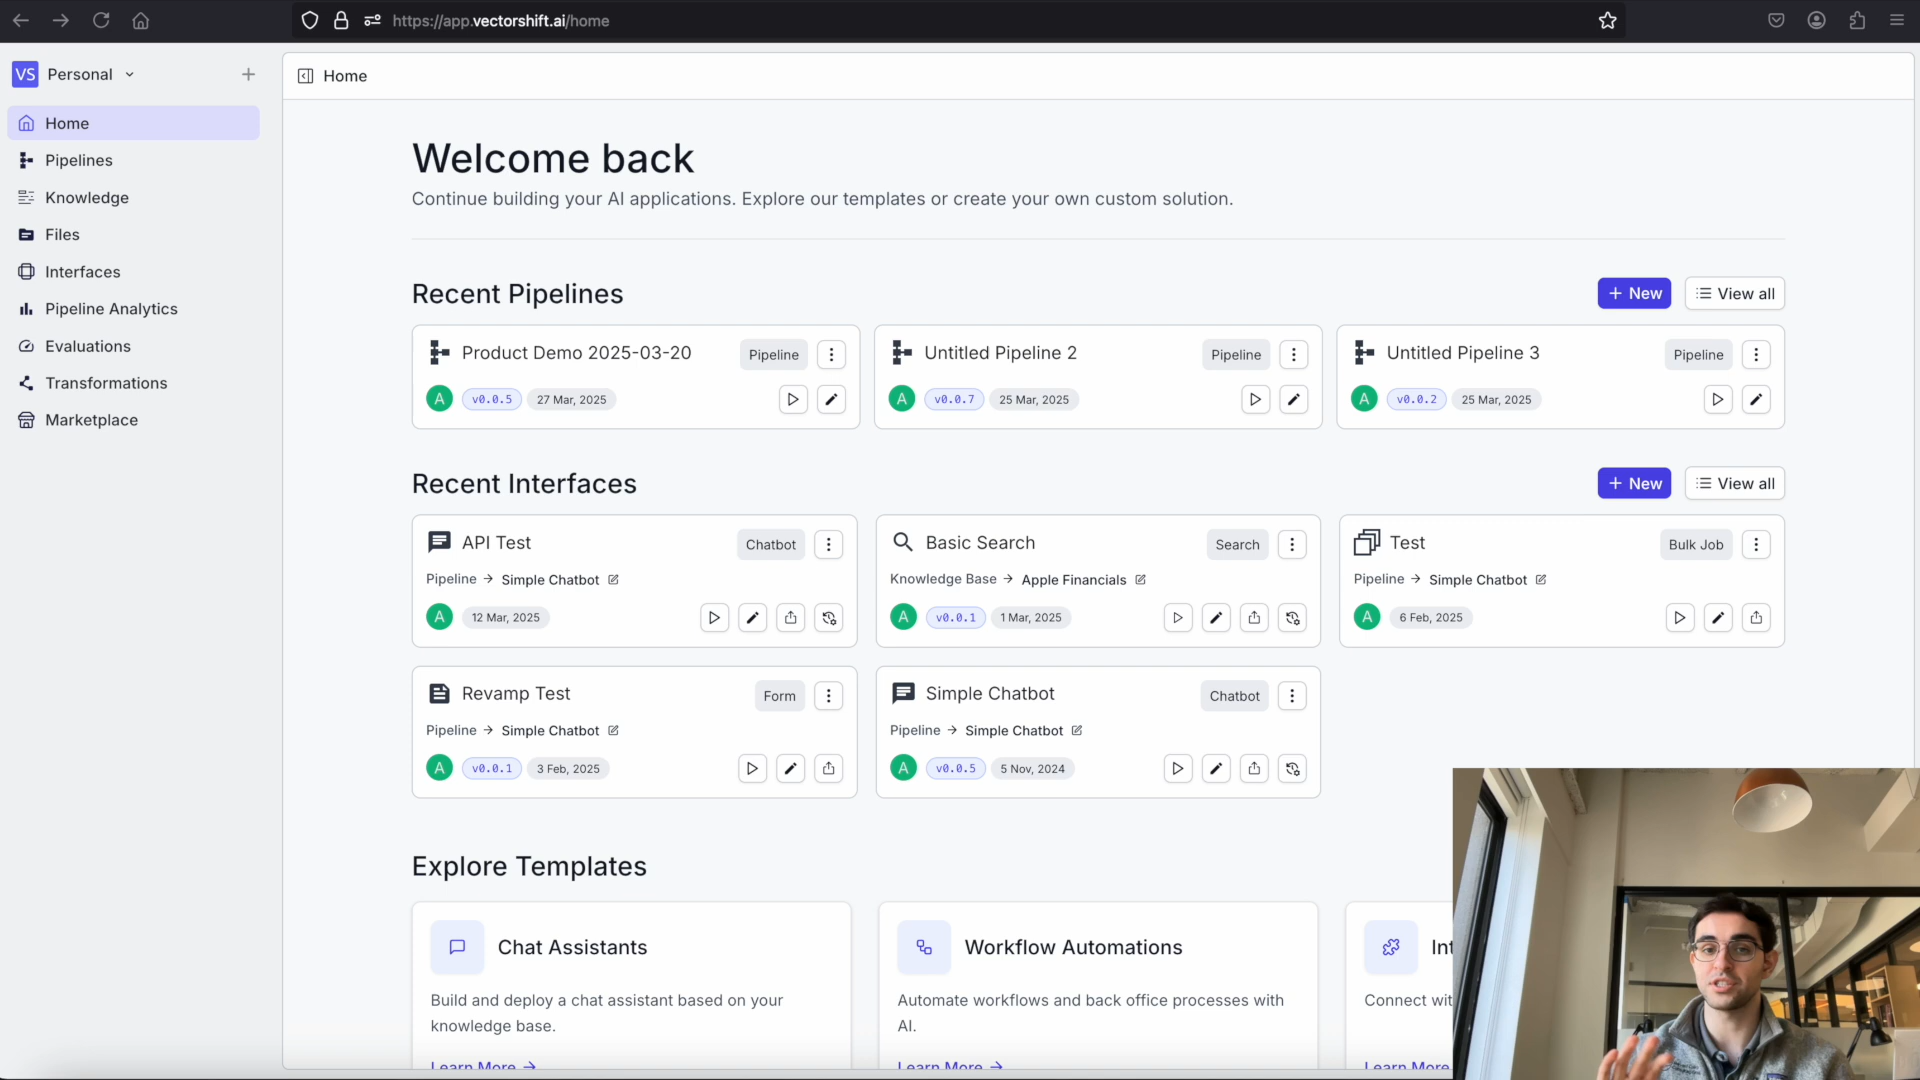 https://app.vectorshift.ai/home
VS Personal
Home
Home
Pipelines
Knowledge
Files
Interfaces
Pipeline Analytics
Evaluations
Transformations
Marketplace
Welcome back
Continue building your AI applications. Explore our templates or create your own custom solution.
Recent Pipelines
+ New
View all
Product Demo 2025-03-20
Pipeline
A v0.0.5 27 Mar, 2025
Untitled Pipeline 2
Pipeline
A v0.0.7 25 Mar, 2025
Untitled Pipeline 3
Pipeline
A v0.0.2 25 Mar, 2025
Recent Interfaces
+ New
View all
API Test
Chatbot
Pipeline → Simple Chatbot
A 12 Mar, 2025
Basic Search
Search
Knowledge Base → Apple Financials
A v0.0.1 1 Mar, 2025
Test
Bulk Job
Pipeline → Simple Chatbot
A 6 Feb, 2025
Revamp Test
Form
Pipeline → Simple Chatbot
A v0.0.1 3 Feb, 2025
Simple Chatbot
Chatbot
Pipeline → Simple Chatbot
A v0.0.5 5 Nov, 2024
Explore Templates
Chat Assistants
Build and deploy a chat assistant based on your
knowledge base.
Learn More →
Workflow Automations
Automate workflows and back office processes with
AI.
Learn More →
Int
Connect wit
Learn More